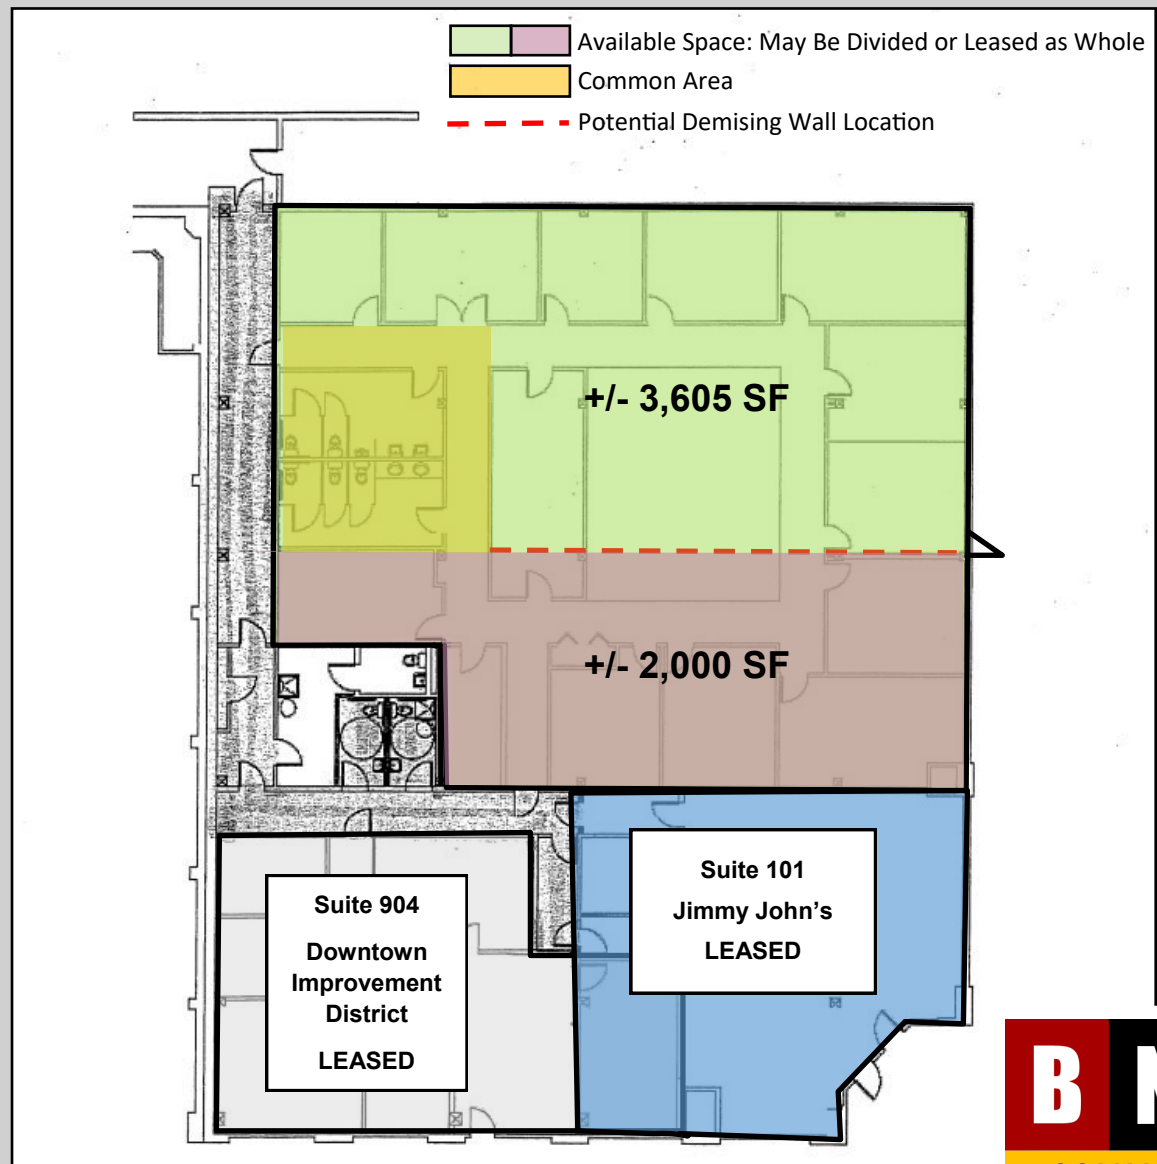 Available Space: May Be Divided or Leased as Whole
Common Area
Potential Demising Wall Location
+/- 3,605 SF
+/- 2,000 SF
Suite 101
Jimmy John’s
LEASED
Suite 904
Downtown
Improvement
District
LEASED
B